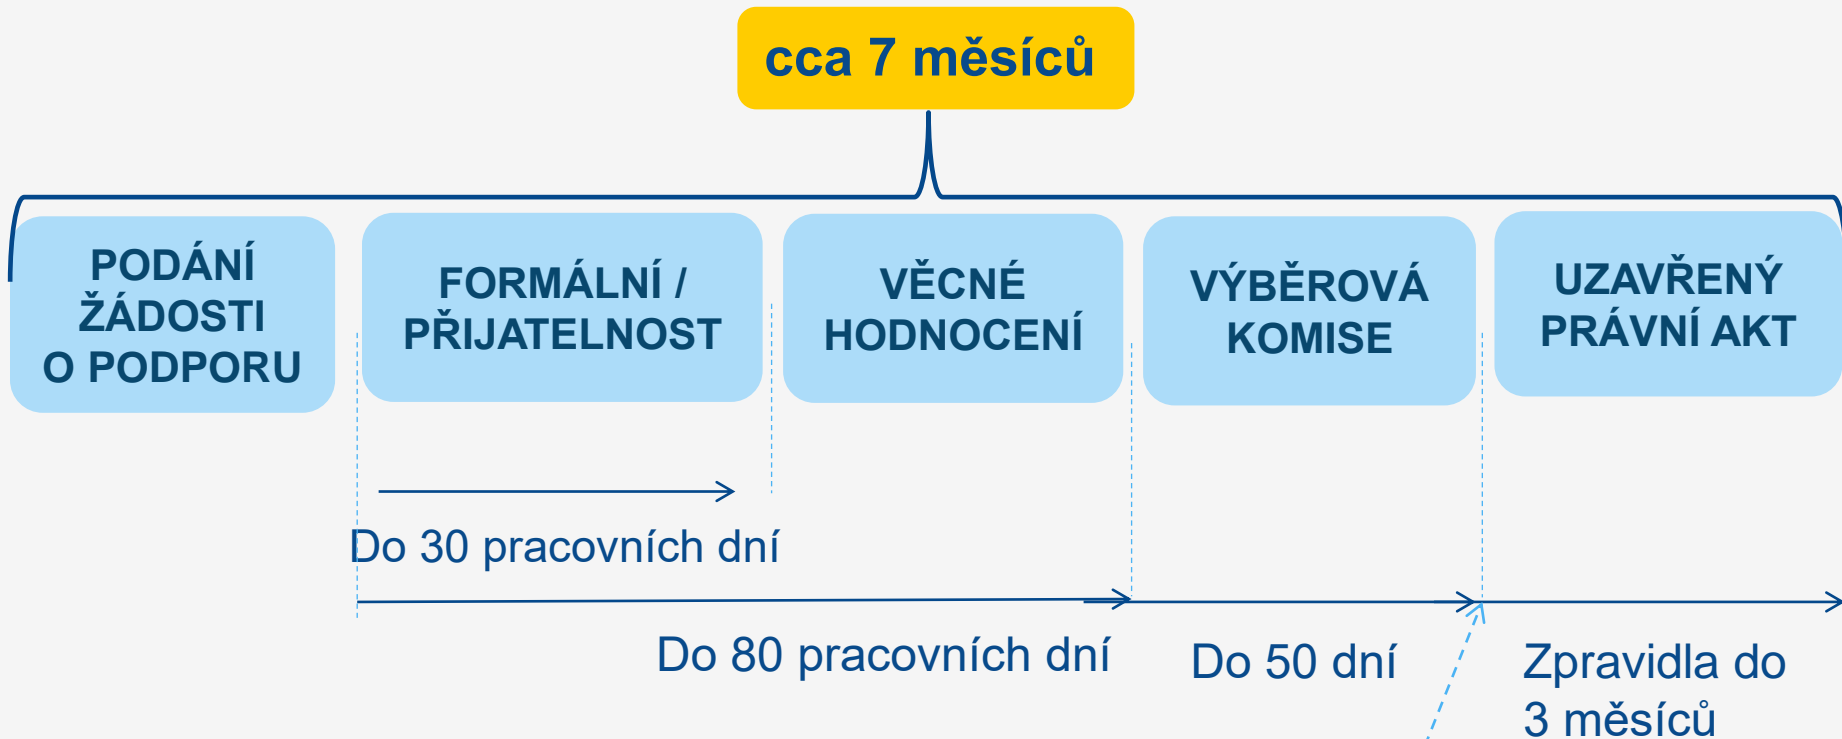 cca 7 měsíců
PODÁNÍ
ŽÁDOSTI
O PODPORU
FORMÁLNÍ /
PŘIJATELNOST
VĚCNÉ
HODNOCENÍ
VÝBĚROVÁ
KOMISE
UZAVŘENÝ
PRÁVNÍ AKT
Do 30 pracovních dní
Do 80 pracovních dní
Do 50 dní
Zpravidla do
3 měsíců